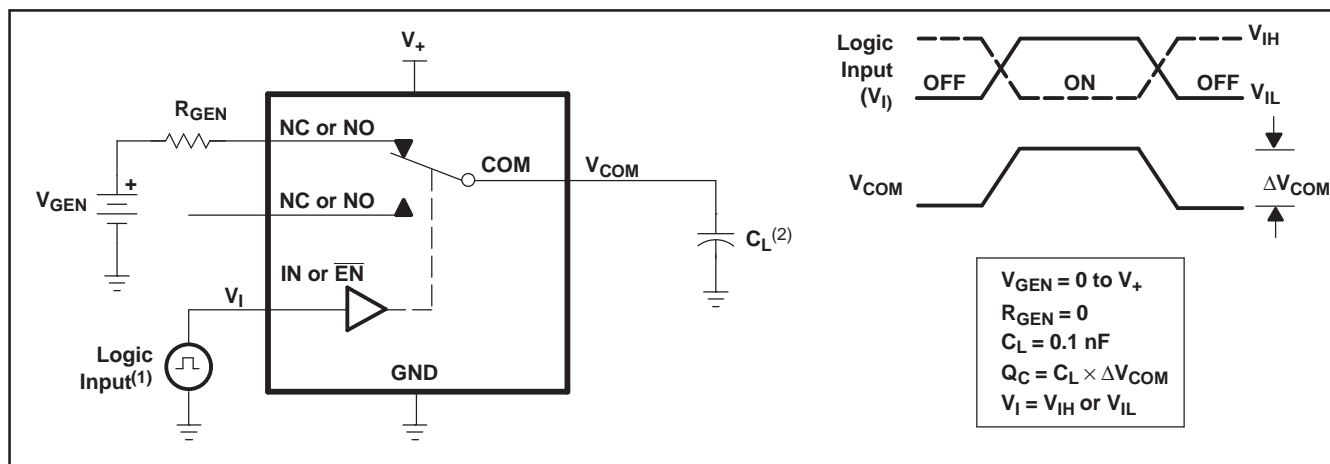 V+
RGEN
NC or NO
COM
VCOM
VGEN
+
NC or NO
CL(2)
IN or EN
VI
Logic
Input(1)
GND
Logic
Input
(VI)
OFF
ON
OFF
VIH
VIL
VCOM
ΔVCOM
VGEN = 0 to V+
RGEN = 0
CL = 0.1 nF
QC = CL × ΔVCOM
VI = VIH or VIL